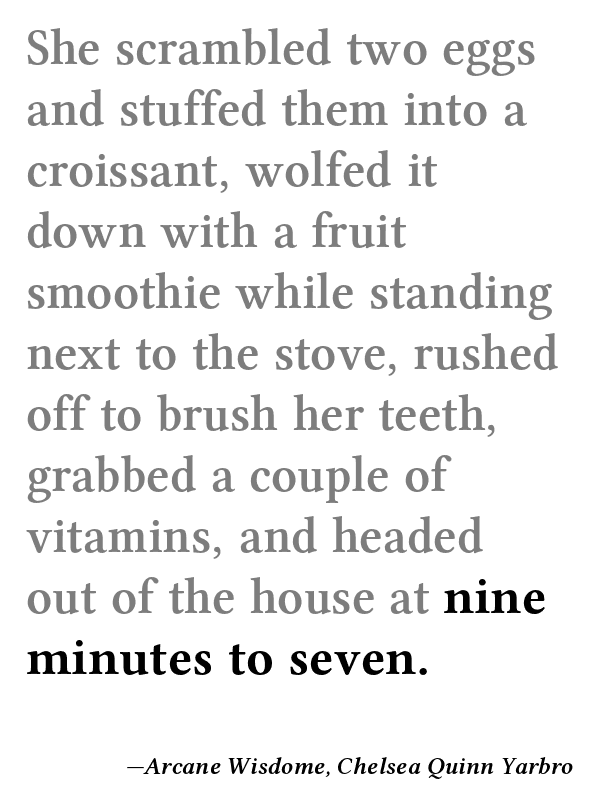 She scrambled two eggs
and stuffed them into a
croissant, wolfed it
down with a fruit
smoothie while standing
next to the stove, rushed
off to brush her teeth,
grabbed a couple of
vitamins, and headed
out of the house at nine
minutes to seven.
—Arcane Wisdome, Chelsea Quinn Yarbro